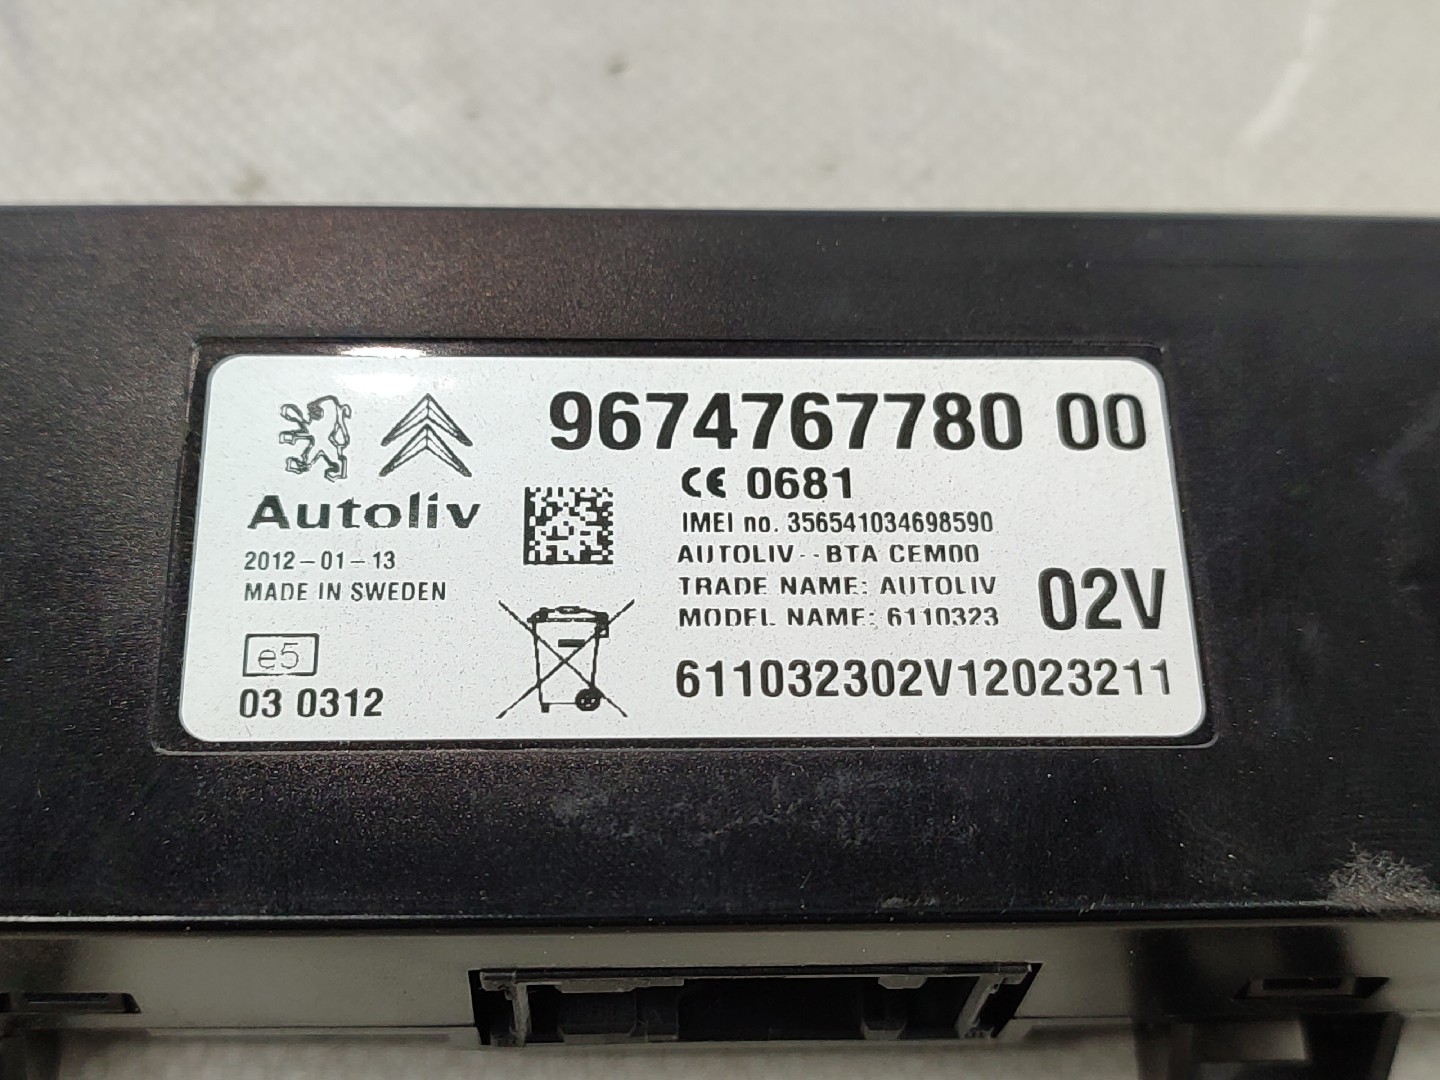 9674767780 00
CE 0681
Autoliv
IMEI no. 356541034698590
2012-01-13
AUTOLIV--BTA CEM00
MADE IN SWEDEN
TRADE NAME: AUTOLIV
02V
MODEL NAME: 6110323
e5
03 0312
611032302V12023211